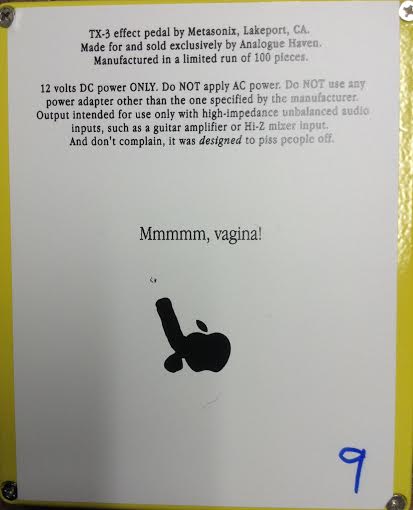 TX-3 effect pedal by Metasonix, Lakeport, CA.
Made for and sold exclusively by Analogue Haven.
Manufactured in a limited run of 100 pieces.
12 volts DC power ONLY. Do NOT apply AC power. Do NOT use any
power adapter other than the one specified by the manufacturer.
Output intended for use only with high-impedance unbalanced audio
inputs, such as a guitar amplifier or Hi-Z mixer input.
And don't complain, it was designed to piss people off.
Mmmmm, vagina!
9